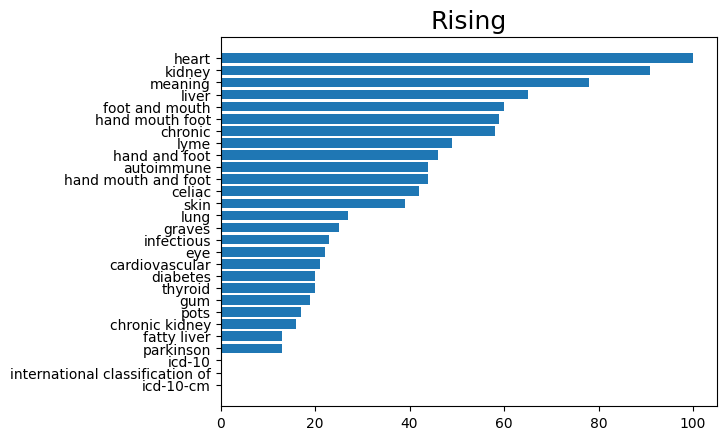 Rising
heart
kidney
meaning
liver
foot and mouth
hand mouth foot
chronic
lyme
hand and foot
autoimmune
hand mouth and foot
celiac
skin
lung
graves
infectious
eye
cardiovascular
diabetes
thyroid
gum
pots
chronic kidney
fatty liver
parkinson
icd-10
international classification of
icd-10-cm
0 20 40 60 80 100